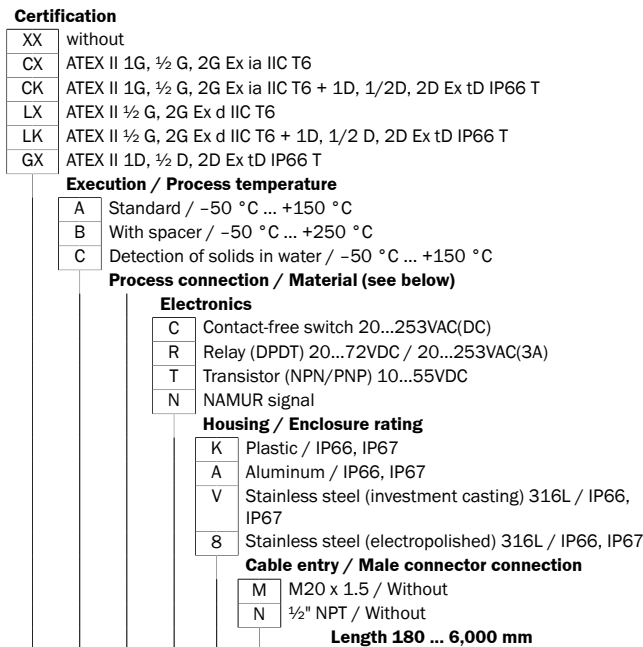 Certification
XX without
CX ATEX II 1G, ½ G, 2G Ex ia IIC T6
CK ATEX II 1G, ½ G, 2G Ex ia IIC T6 + 1D, 1/2D, 2D Ex tD IP66 T
LX ATEX II ½ G, 2G Ex d IIC T6
LK ATEX II ½ G, 2G Ex d IIC T6 + 1D, 1/2 D, 2D Ex tD IP66 T
GX ATEX II 1D, ½ D, 2D Ex tD IP66 T
Execution / Process temperature
A Standard / –50 °C ... +150 °C
B With spacer / –50 °C ... +250 °C
C Detection of solids in water / –50 °C ... +150 °C
Process connection / Material (see below)
Electronics
C Contact-free switch 20...253VAC(DC)
R Relay (DPDT) 20...72VDC / 20...253VAC(3A)
T Transistor (NPN/PNP) 10...55VDC
N NAMUR signal
Housing / Enclosure rating
K Plastic / IP66, IP67
A Aluminum / IP66, IP67
V Stainless steel (investment casting) 316L / IP66,
IP67
8 Stainless steel (electropolished) 316L / IP66, IP67
Cable entry / Male connector connection
M M20 x 1.5 / Without
N ½" NPT / Without
Length 180 ... 6,000 mm